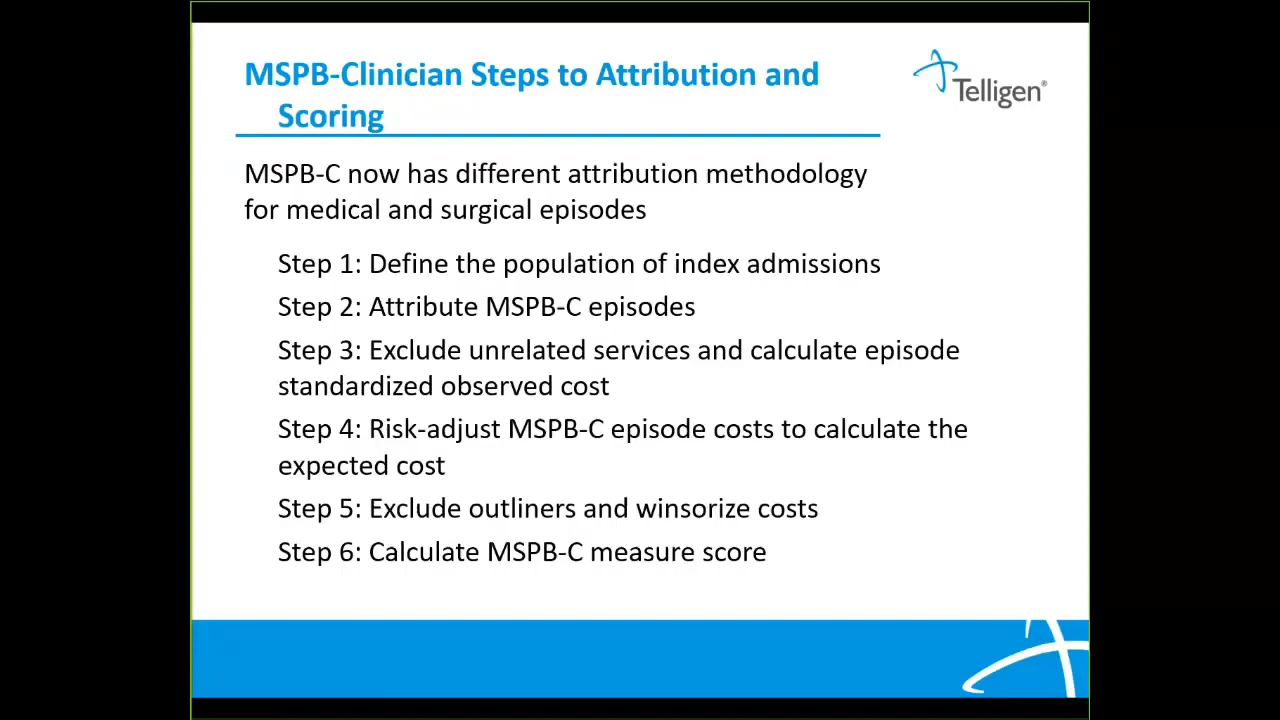 MSPB-Clinician Steps to Attribution and
Scoring
Telligen®
MSPB-C now has different attribution methodology
for medical and surgical episodes
Step 1: Define the population of index admissions
Step 2: Attribute MSPB-C episodes
Step 3: Exclude unrelated services and calculate episode
standardized observed cost
Step 4: Risk-adjust MSPB-C episode costs to calculate the
expected cost
Step 5: Exclude outliners and winsorize costs
Step 6: Calculate MSPB-C measure score